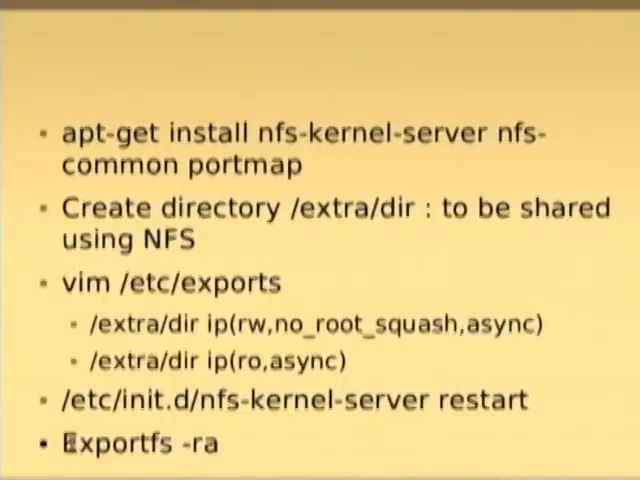 apt-get install nfs-kernel-server nfs-
common portmap
Create directory /extra/dir : to be shared
using NFS
vim /etc/exports
/extra/dir ip(rw,no_root_squash,async)
/extra/dir ip(ro,async)
/etc/init.d/nfs-kernel-server restart
Exportfs -ra